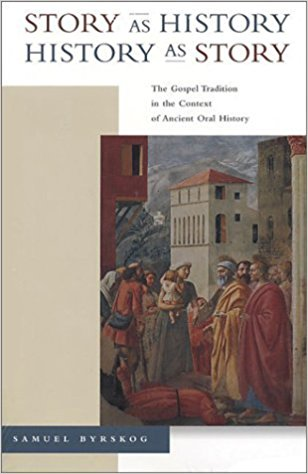 STORY AS HISTORY
HISTORY AS STORY
The Gospel Tradition
in the Context
of Ancient Oral History
SAMUEL BYRSKOG